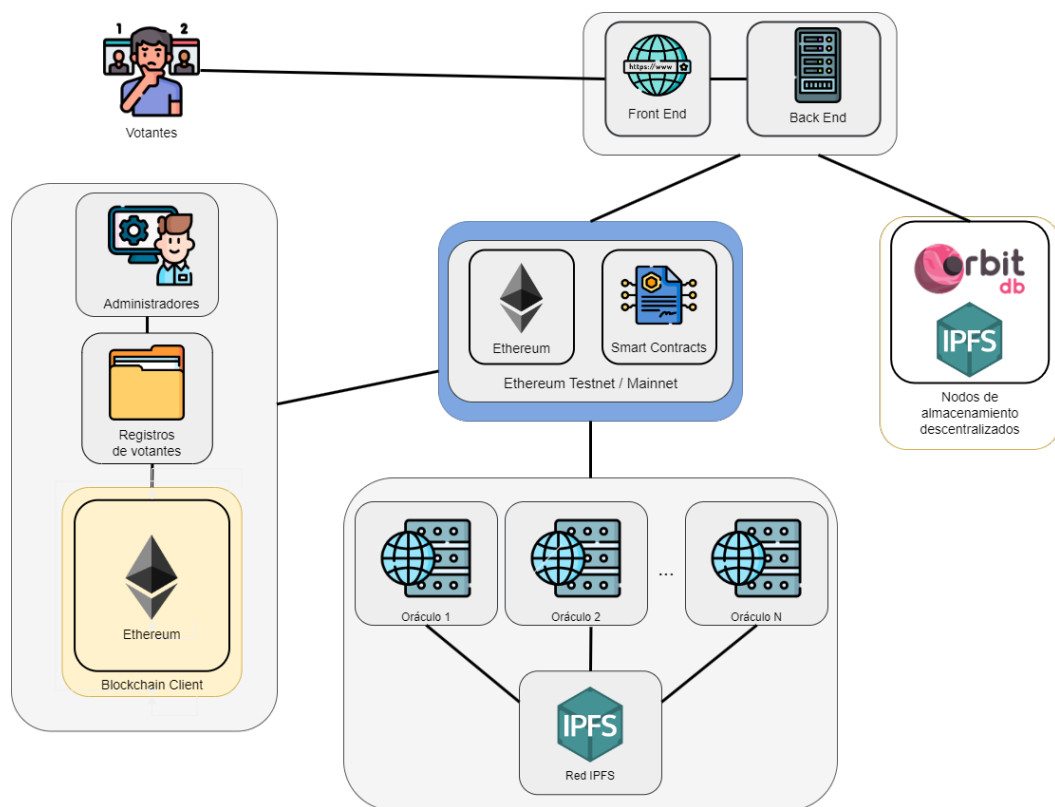 1 2
Votantes
https://www
Front End
Back End
Administradores
Registros
de votantes
Ethereum
Blockchain Client
Ethereum
Smart Contracts
Ethereum Testnet / Mainnet
Orbit
db
IPFS
Nodos de
almacenamiento
descentralizados
Oráculo 1
Oráculo 2
...
Oráculo N
IPFS
Red IPFS